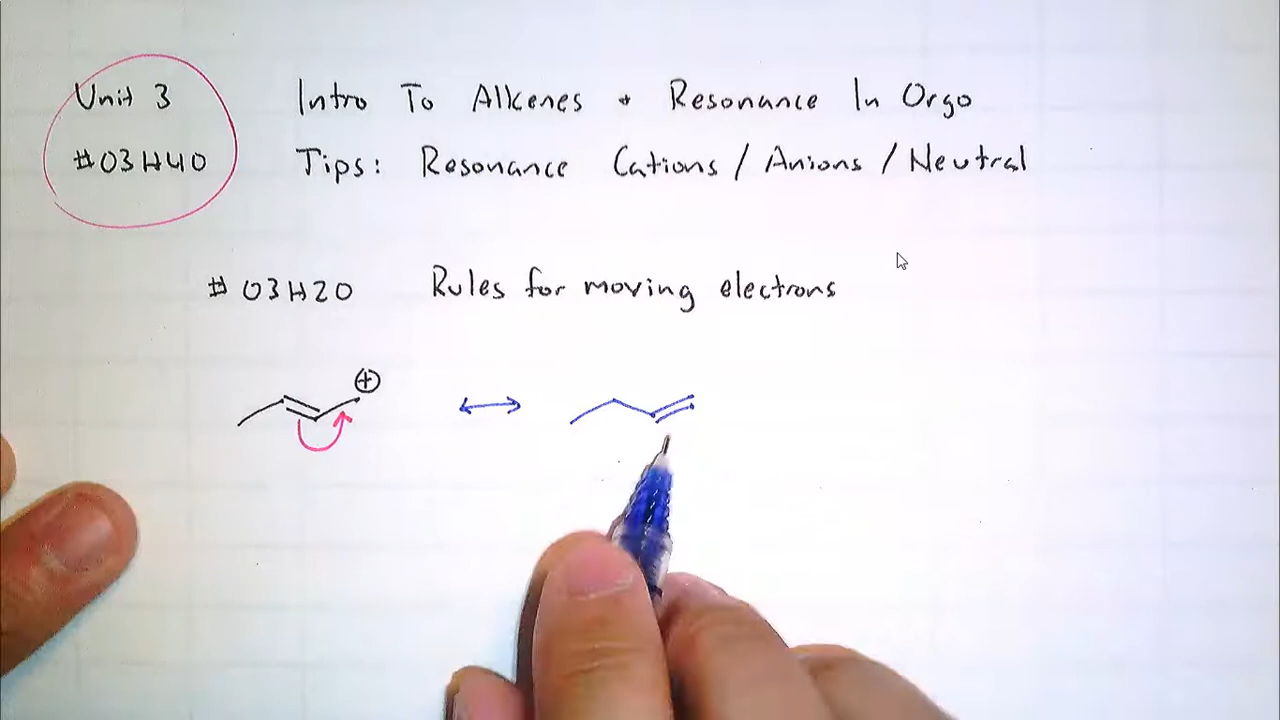 Unit 3 Intro To Alkenes + Resonance In Orgo
#03H40 Tips: Resonance Cations / Anions / Neutral
#03H20 Rules for moving electrons
+